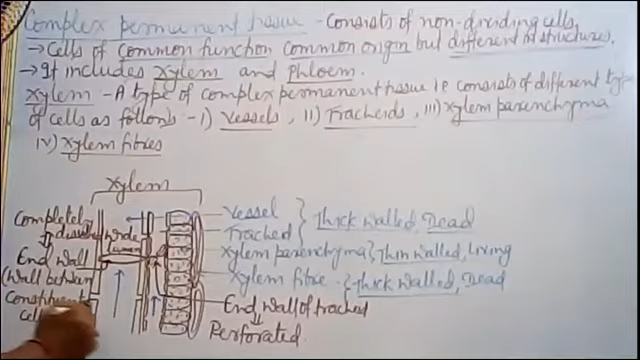 Complex permanent tissue - Consists of non-dividing cells,
→ Cells of common function common origin but different in structures.
→ It includes xylem and Phloem.
Xylem - A type of complex permanent tissue i.e consists of different type
of cells as follows - i) Vessels, ii) Tracheids, iii) xylem parenchyma
iv) xylem fibres
Xylem
Completely
dissolved
End wall
(wall between
Constituent
Cell
wide
lumen
Vessel
Tracheid
Thick walled, Dead
xylem parenchyma } Thin walled, Living
xylem fibre - { Thick walled, Dead
End wall of tracheid
Perforated